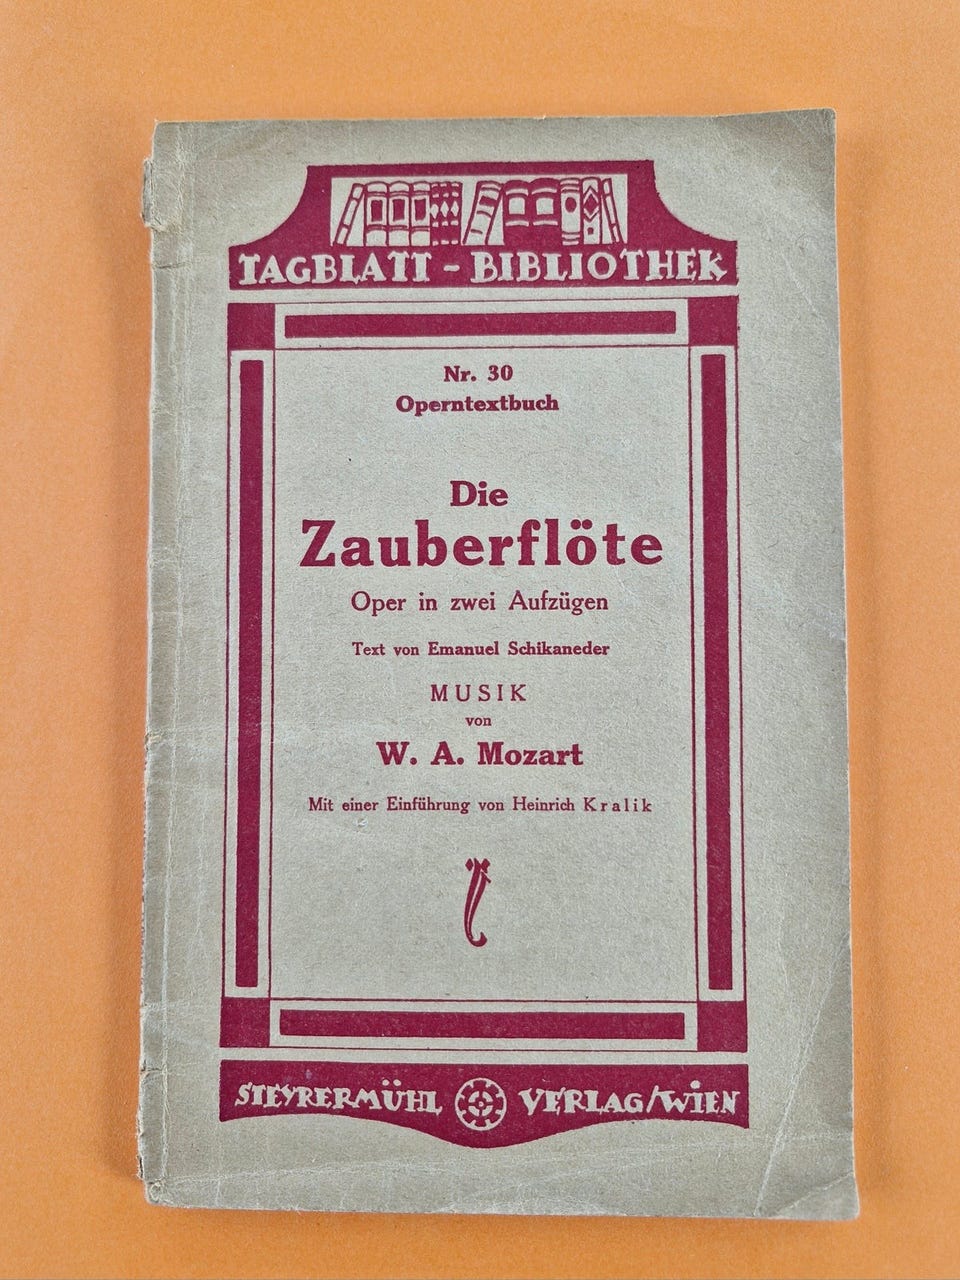 TAGBLATT - BIBLIOTHEK
Nr. 30
Operntextbuch
Die
Zauberflöte
Oper in zwei Aufzügen
Text von Emanuel Schikaneder
MUSIK
von
W. A. Mozart
Mit einer Einführung von Heinrich Kralik
STEYRERMÜHL VERLAG/WIEN